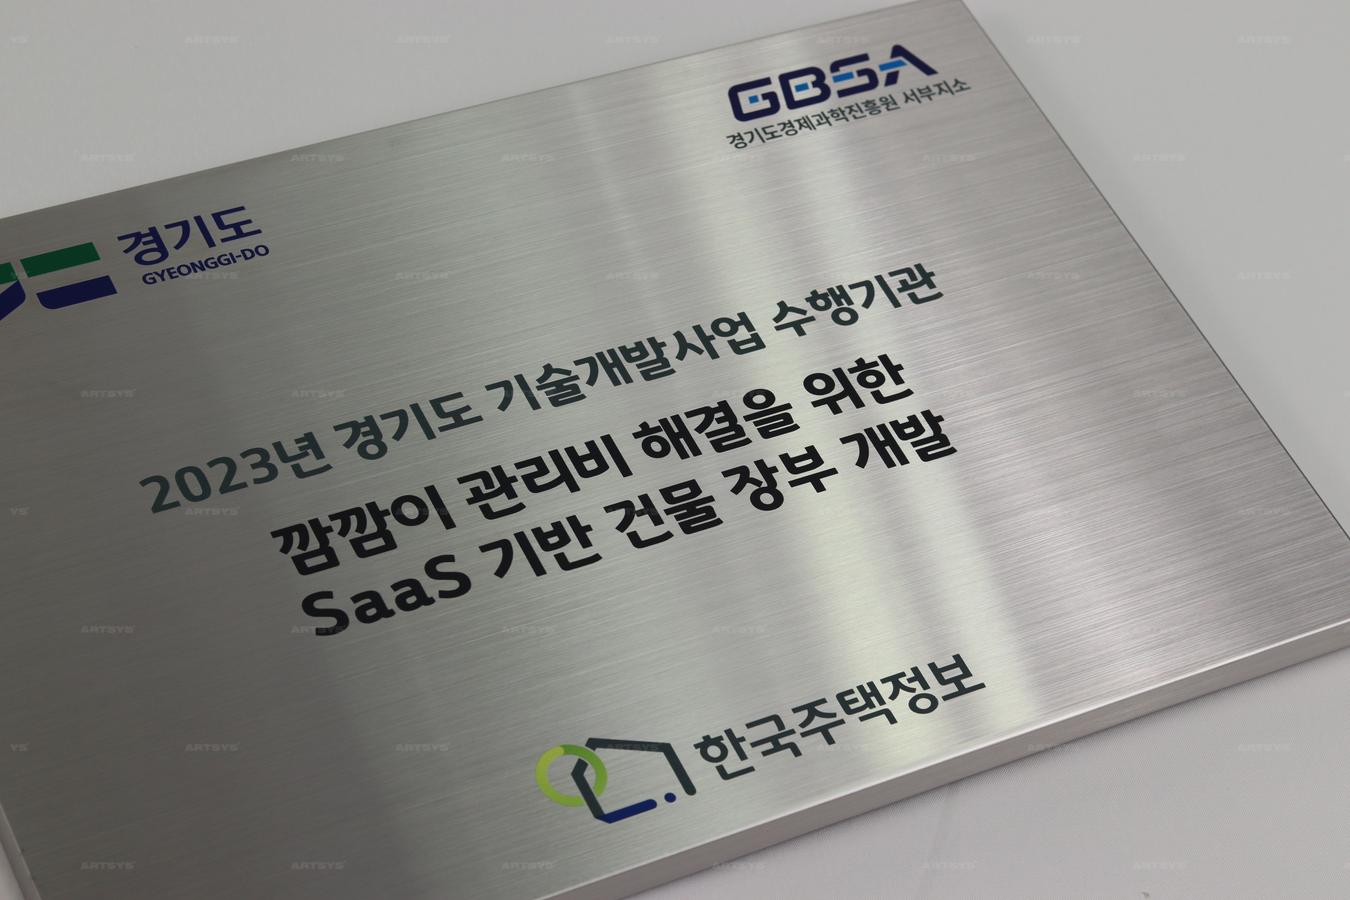 GBSA
경기도경제과학진흥원 서부지소
경기도
GYEONGGI-DO
2023년 경기도 기술개발사업 수행기관
깜깜이 관리비 해결을 위한
SaaS 기반 건물 장부 개발
한국주택정보
ARTSYS